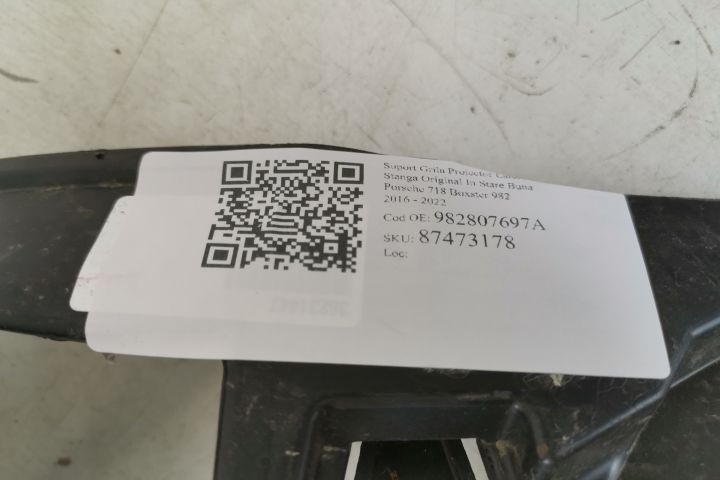 Suport Grila Protectie
Stanga Original In Stare Buna
Porsche 718 Boxster 982
2016 - 2022
Cod OE: 982807697A
SKU: 87473178
Loc: